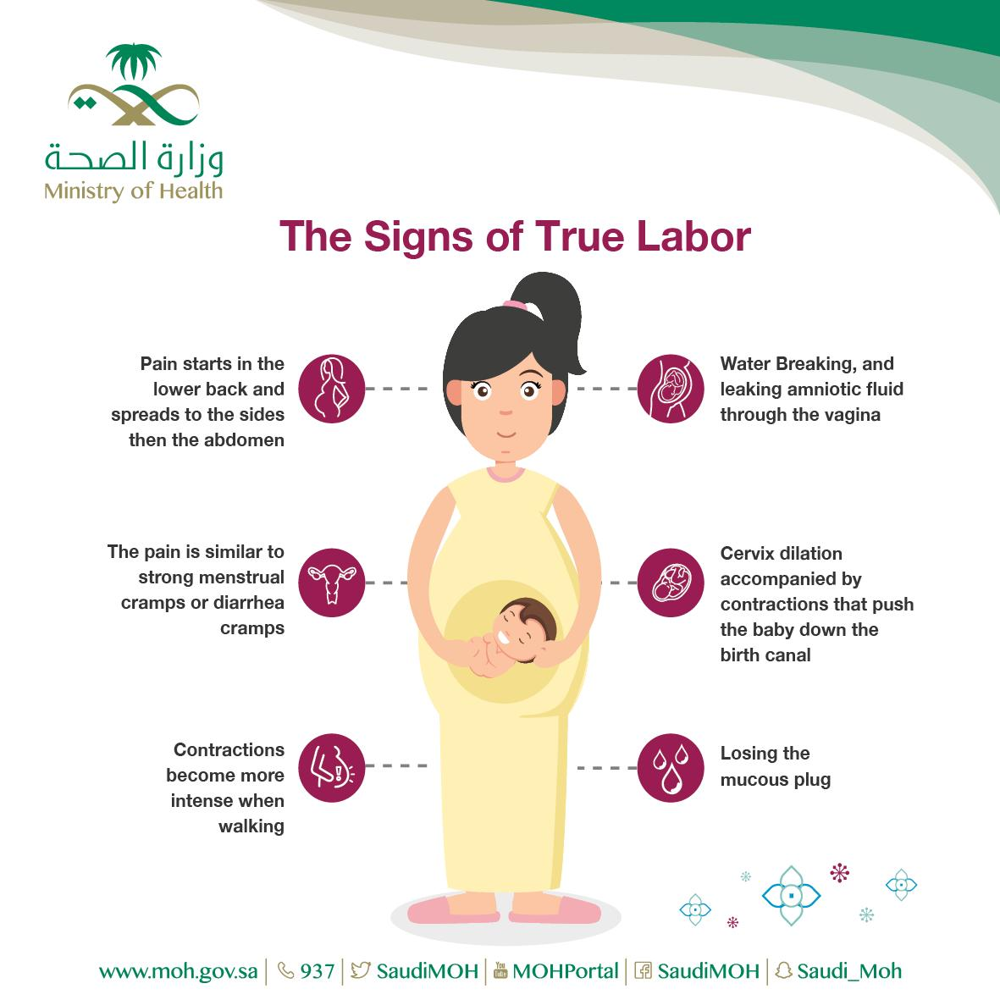 وزارة الصحة
Ministry of Health
The Signs of True Labor
Pain starts in the
lower back and
spreads to the sides
then the abdomen
Water Breaking, and
leaking amniotic fluid
through the vagina
The pain is similar to
strong menstrual
cramps or diarrhea
cramps
Cervix dilation
accompanied by
contractions that push
the baby down the
birth canal
Contractions
become more
intense when
walking
Losing the
mucous plug
www.moh.gov.sa | 937 | SaudiMOH | You Tube MOHPortal | SaudiMOH | Saudi_Moh